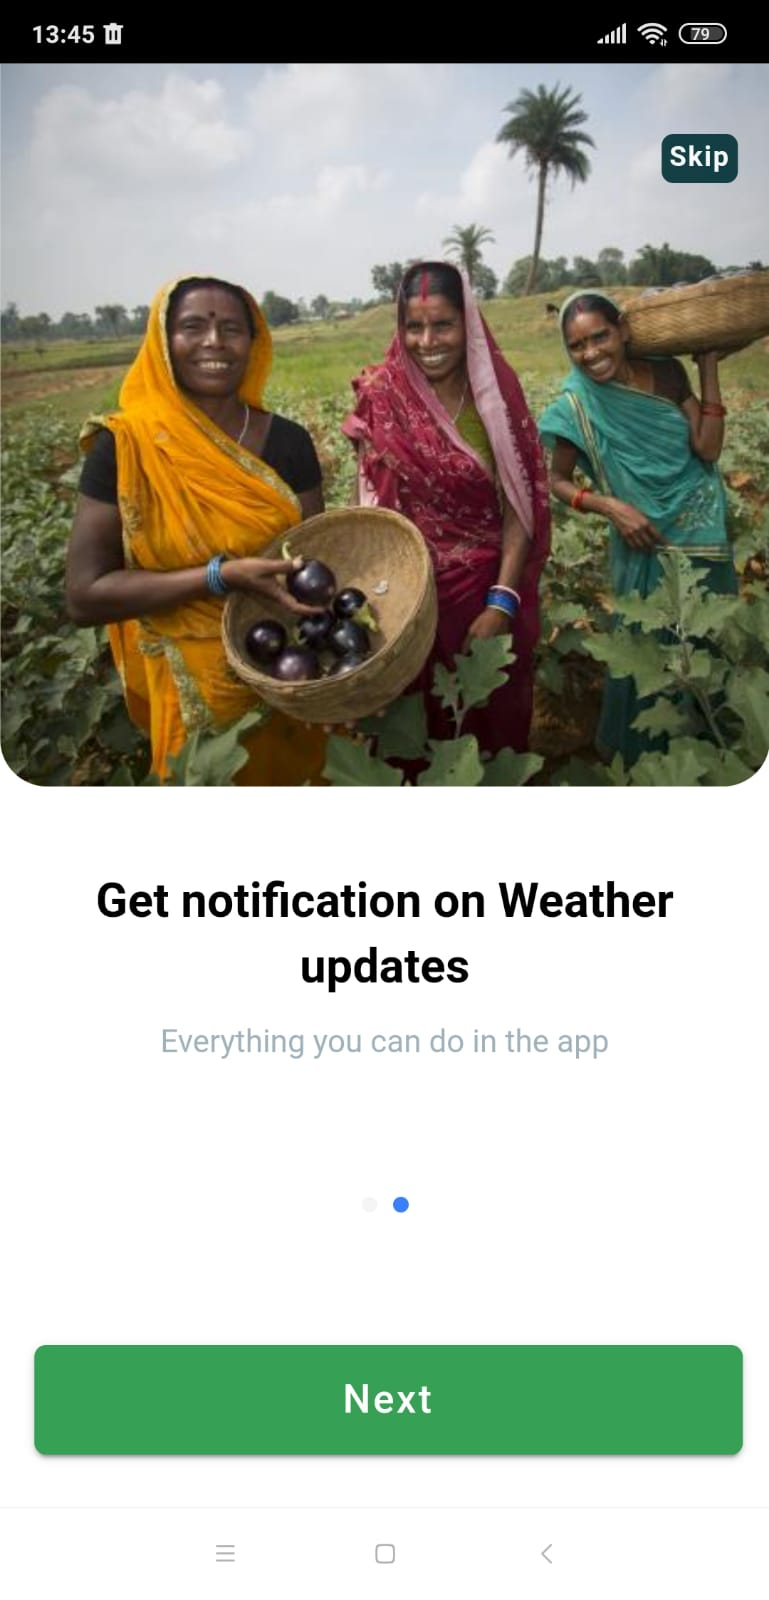 13:45
79
Skip
Get notification on Weather
updates
Everything you can do in the app
Next